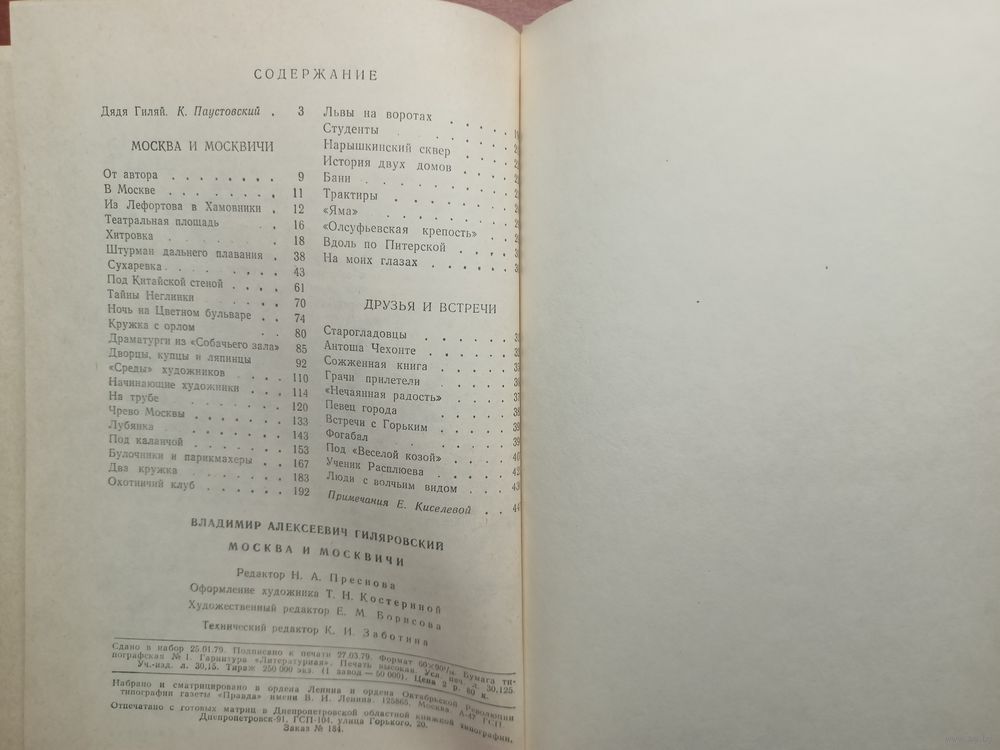 СОДЕРЖАНИЕ
Дядя Гиляй. К. Паустовский . 3
МОСКВА И МОСКВИЧИ
От автора . . . . . . . . 9
В Москве . . . . . . . . 11
Из Лефортова в Хамовники . 12
Театральная площадь . . 16
Хитровка . . . . . . . 18
Штурман дальнего плавания . 38
Сухаревка . . . . . . . 43
Под Китайской стеной . . . . 61
Тайны Неглинки . . . . . 70
Ночь на Цветном бульваре . . 74
Кружка с орлом . . 80
Драматурги из «Собачьего зала» 85
Дворцы, купцы и ляпинцы 92
«Среды» художников . . . . 110
Начинающие художники . . . 114
На трубе . . . . . . 120
Чрево Москвы . . . . . . 133
Лубянка . . . . . . 143
Под каланчой . . . . . . 153
Булочники и парикмахеры . . 167
Два кружка . . . . . . 183
Охотничий клуб . . . . . 192
Львы на воротах . . . .
Студенты . . . . . .
Нарышкинский сквер . . .
История двух домов . . . .
Бани . . . . . . .
Трактиры . . . . . .
«Яма» . . . . . . .
«Олсуфьевская крепость» . .
Вдоль по Питерской . . . .
На моих глазах . . . . .
ДРУЗЬЯ И ВСТРЕЧИ
Старогладовцы . . . . .
Антоша Чехонте . . . . .
Сожженная книга . . . .
Грачи прилетели . . . . .
«Нечаянная радость» . . . .
Певец города . . . . .
Встречи с Горьким . . . .
Фогабал . . . . .
Под «Веселой козой» . . . .
Ученик Расплюева . . . .
Люди с волчьим видом . . .
Примечания Е. Киселевой . .
ВЛАДИМИР АЛЕКСЕЕВИЧ ГИЛЯРОВСКИЙ
МОСКВА И МОСКВИЧИ
Редактор Н. А. Преснова
Оформление художника Т. Н. Костериной
Художественный редактор Е. М. Борисова
Технический редактор К. И. Заботина
Сдано в набор 25.01.79. Подписано к печати 27.03.79. Формат 60×90¹/₁₆. Бумага ти-
пографская № 1. Гарнитура «Литературная». Печать высокая. Усл. печ. л. 30,125.
Уч.-изд. л. 30,15. Тираж 250 000 экз. (1 завод — 50 000). Цена 2 р. 80 к.
Набрано и сматрицировано в ордена Ленина и ордена Октябрьской Революции
типографии газеты «Правда» имени В. И. Ленина. 125865, Москва, А-47, ГСП
Отпечатано с готовых матриц в Днепропетровской областной книжной типографии,
Днепропетровск-91, ГСП-104, улица Горького, 20.
Заказ № 184.